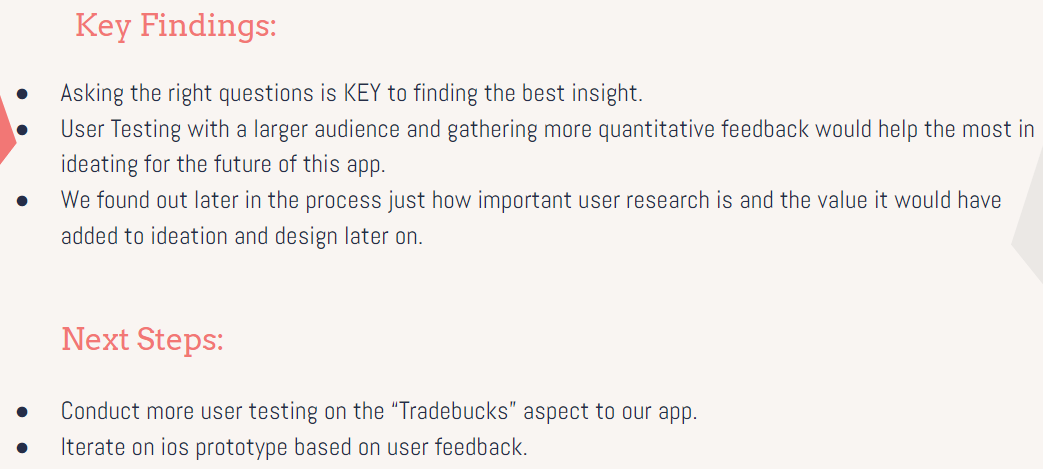 Key Findings:
● Asking the right questions is KEY to finding the best insight.
● User Testing with a larger audience and gathering more quantitative feedback would help the most in
ideating for the future of this app.
● We found out later in the process just how important user research is and the value it would have
added to ideation and design later on.
Next Steps:
● Conduct more user testing on the “Tradebucks” aspect to our app.
● Iterate on ios prototype based on user feedback.